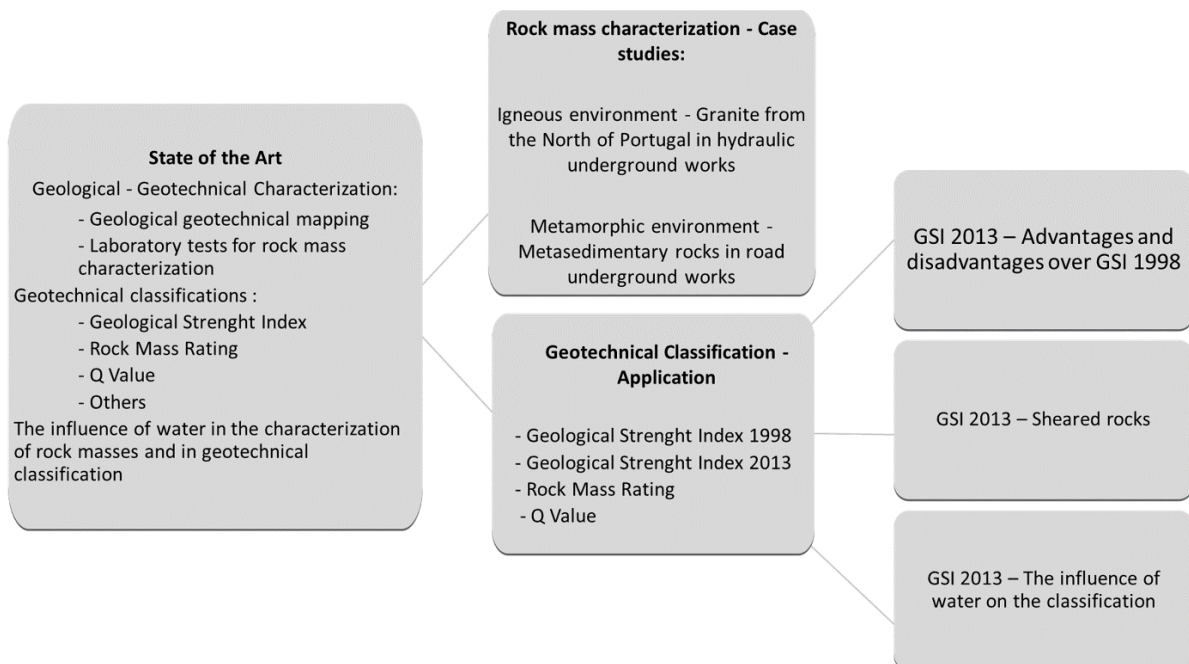 State of the Art
Geological - Geotechnical Characterization:
- Geological geotechnical mapping
- Laboratory tests for rock mass
characterization
Geotechnical classifications :
- Geological Strenght Index
- Rock Mass Rating
- Q Value
- Others
The influence of water in the characterization
of rock masses and in geotechnical
classification
Rock mass characterization - Case
studies:
Igneous environment - Granite from
the North of Portugal in hydraulic
underground works
Metamorphic environment -
Metasedimentary rocks in road
underground works
Geotechnical Classification -
Application
- Geological Strenght Index 1998
- Geological Strenght Index 2013
- Rock Mass Rating
- Q Value
GSI 2013 – Advantages and
disadvantages over GSI 1998
GSI 2013 – Sheared rocks
GSI 2013 – The influence of
water on the classification